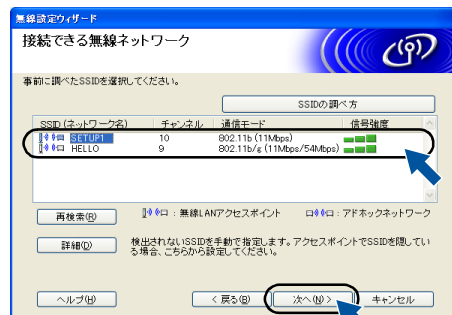 無線設定ウィザード
接続できる無線ネットワーク
事前に調べたSSIDを選択してください。
SSIDの調べ方
SSID (ネットワーク名) チャンネル 通信モード 信号強度
SETUP1 10 802.11b (11Mbps)
HELLO 9 802.11b/g (11Mbps/54Mbps)
再検索(R) :無線LANアクセスポイント :アドホックネットワーク
詳細(D) 検出されないSSIDを手動で指定します。アクセスポイントでSSIDを隠してい
る場合、こちらから設定してください。
ヘルプ(H) < 戻る(B) 次へ(N) > キャンセル